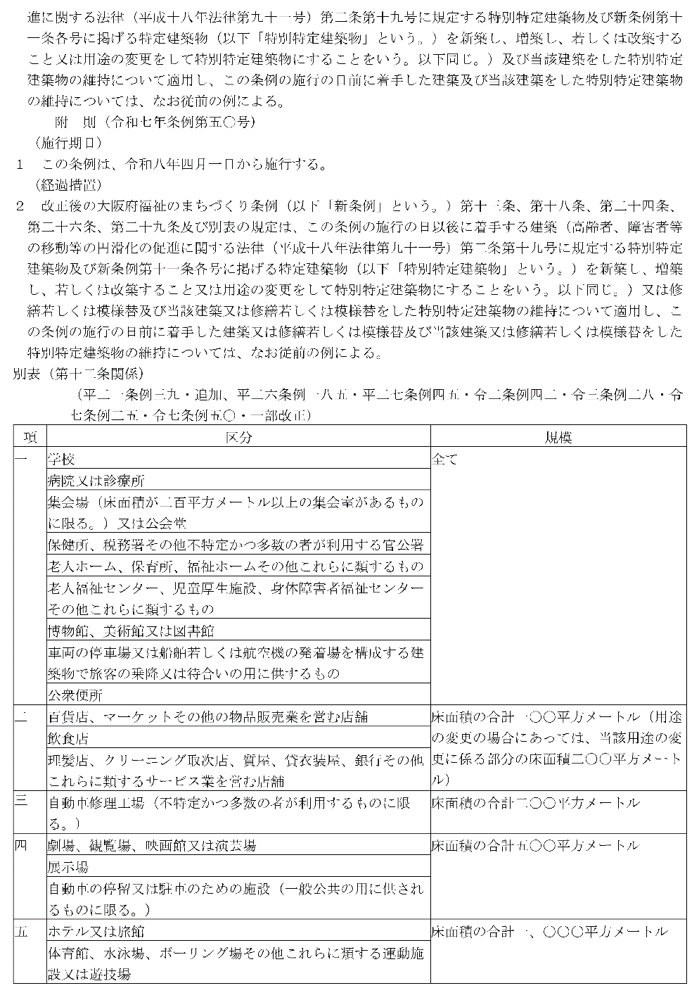 進に関する法律（平成十八年法律第九十一号）第二条第十九号に規定する特別特定建築物及び新条例第十
一条各号に掲げる特定建築物（以下「特別特定建築物」という。）を新築し、増築し、若しくは改築する
こと又は用途の変更をして特別特定建築物にすることをいう。以下同じ。）及び当該建築をした特別特定
建築物の維持について適用し、この条例の施行の日前に着手した建築及び当該建築をした特別特定建築物
の維持については、なお従前の例による。
附　則（令和七年条例第五〇号）
（施行期日）
１　この条例は、令和八年四月一日から施行する。
（経過措置）
２　改正後の大阪府福祉のまちづくり条例（以下「新条例」という。）第十三条、第十八条、第二十四条、
第二十六条、第二十九条及び別表の規定は、この条例の施行の日以後に着手する建築（高齢者、障害者等
の移動等の円滑化の促進に関する法律（平成十八年法律第九十一号）第二条第十九号に規定する特別特定
建築物及び新条例第十一条各号に掲げる特定建築物（以下「特別特定建築物」という。）を新築し、増築
し、若しくは改築すること又は用途の変更をして特別特定建築物にすることをいう。以下同じ。）又は修
繕若しくは模様替及び当該建築又は修繕若しくは模様替をした特別特定建築物の維持について適用し、こ
の条例の施行の日前に着手した建築又は修繕若しくは模様替及び当該建築又は修繕若しくは模様替をした
特別特定建築物の維持については、なお従前の例による。
別表（第十二条関係）
（平二一条例三九・追加、平二六条例一八五・平二七条例四五・令二条例四二・令三条例二八・令
七条例二五・令七条例五〇・一部改正）
項　区分　規模
一　学校　全て
病院又は診療所
集会場（床面積が二百平方メートル以上の集会室があるもの
に限る。）又は公会堂
保健所、税務署その他不特定かつ多数の者が利用する官公署
老人ホーム、保育所、福祉ホームその他これらに類するもの
老人福祉センター、児童厚生施設、身体障害者福祉センター
その他これらに類するもの
博物館、美術館又は図書館
車両の停車場又は船舶若しくは航空機の発着場を構成する建
築物で旅客の乗降又は待合いの用に供するもの
公衆便所
二　百貨店、マーケットその他の物品販売業を営む店舗　床面積の合計一〇〇平方メートル（用途
飲食店　の変更の場合にあっては、当該用途の変
理髪店、クリーニング取次店、質屋、貸衣装屋、銀行その他　更に係る部分の床面積二〇〇平方メート
これらに類するサービス業を営む店舗　ル）
三　自動車修理工場（不特定かつ多数の者が利用するものに限　床面積の合計二〇〇平方メートル
る。）
四　劇場、観覧場、映画館又は演芸場　床面積の合計五〇〇平方メートル
展示場
自動車の停留又は駐車のための施設（一般公共の用に供され
るものに限る。）
五　ホテル又は旅館　床面積の合計一、〇〇〇平方メートル
体育館、水泳場、ボーリング場その他これらに類する運動施
設又は遊技場